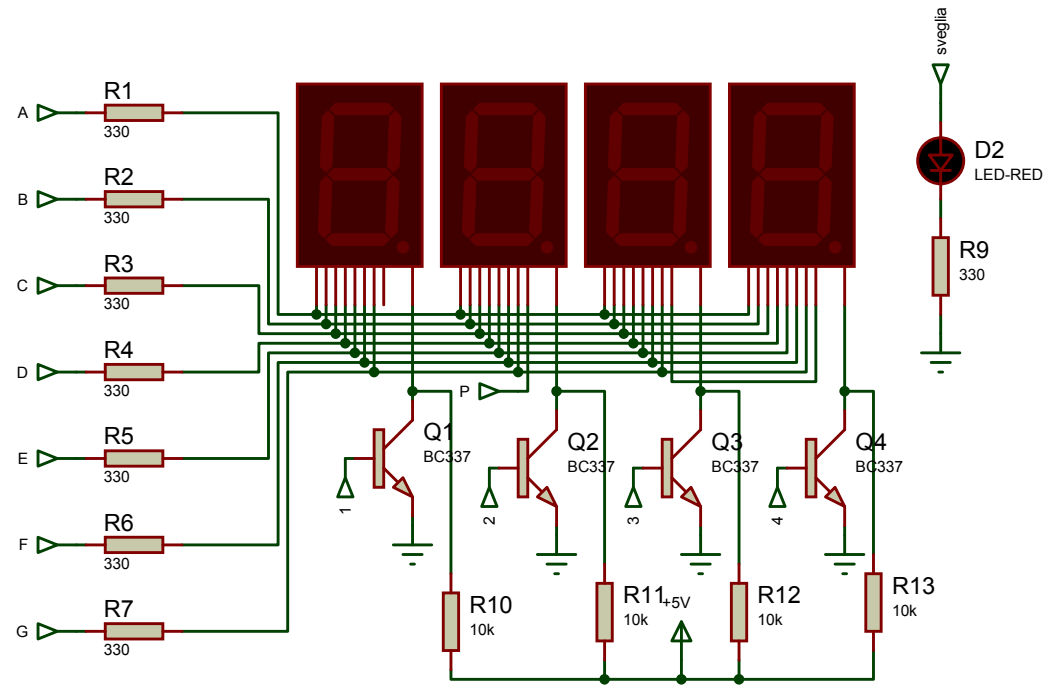 sveglia
A
R1
330
B
R2
330
C
R3
330
D
R4
330
E
R5
330
F
R6
330
G
R7
330
D2
LED-RED
R9
330
P
Q1
BC337
1
Q2
BC337
2
Q3
BC337
3
Q4
BC337
4
R10
10k
R11
10k
+5V
R12
10k
R13
10k